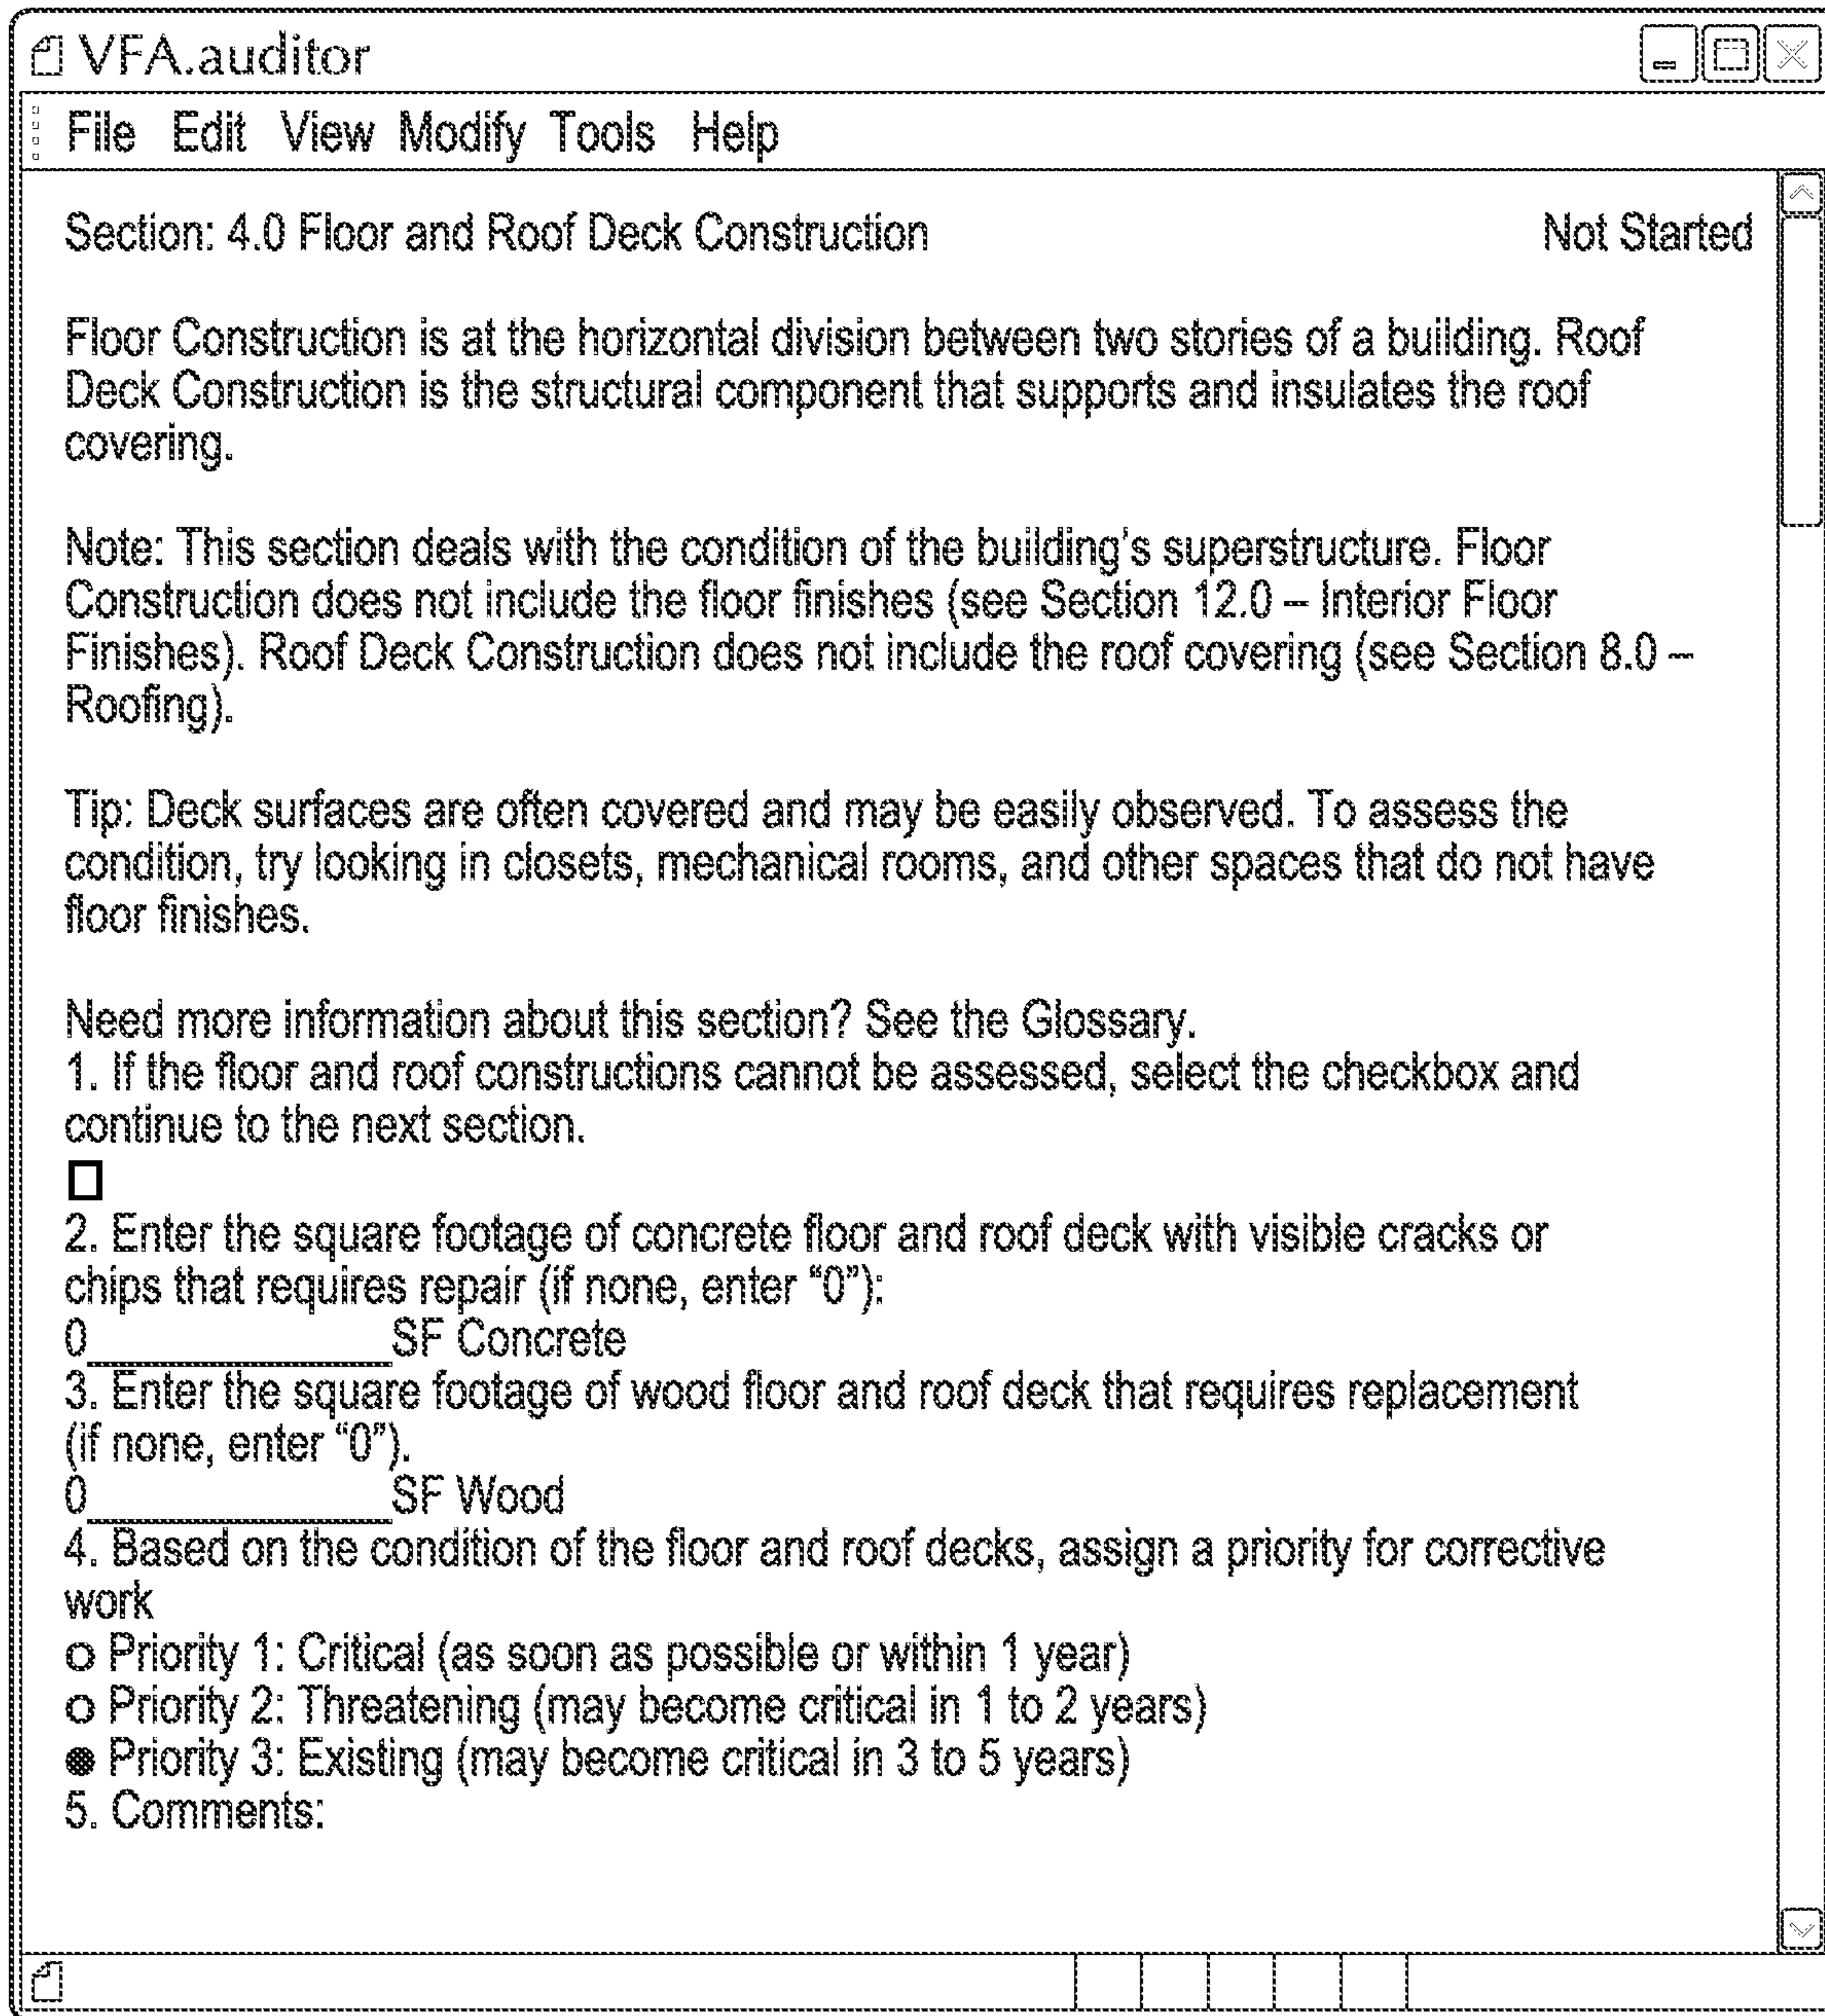 VFA.auditor
File Edit View Modify Tools Help
Section: 4.0 Floor and Roof Deck Construction Not Started
Floor Construction is at the horizontal division between two stories of a building. Roof
Deck Construction is the structural component that supports and insulates the roof
covering.
Note: This section deals with the condition of the building's superstructure. Floor
Construction does not include the floor finishes (see Section 12.0 – Interior Floor
Finishes). Roof Deck Construction does not include the roof covering (see Section 8.0 –
Roofing).
Tip: Deck surfaces are often covered and may be easily observed. To assess the
condition, try looking in closets, mechanical rooms, and other spaces that do not have
floor finishes.
Need more information about this section? See the Glossary.
1. If the floor and roof constructions cannot be assessed, select the checkbox and
continue to the next section.
2. Enter the square footage of concrete floor and roof deck with visible cracks or
chips that requires repair (if none, enter “0”):
0______________SF Concrete
3. Enter the square footage of wood floor and roof deck that requires replacement
(if none, enter “0”).
0______________SF Wood
4. Based on the condition of the floor and roof decks, assign a priority for corrective
work
Priority 1: Critical (as soon as possible or within 1 year)
Priority 2: Threatening (may become critical in 1 to 2 years)
Priority 3: Existing (may become critical in 3 to 5 years)
5. Comments: